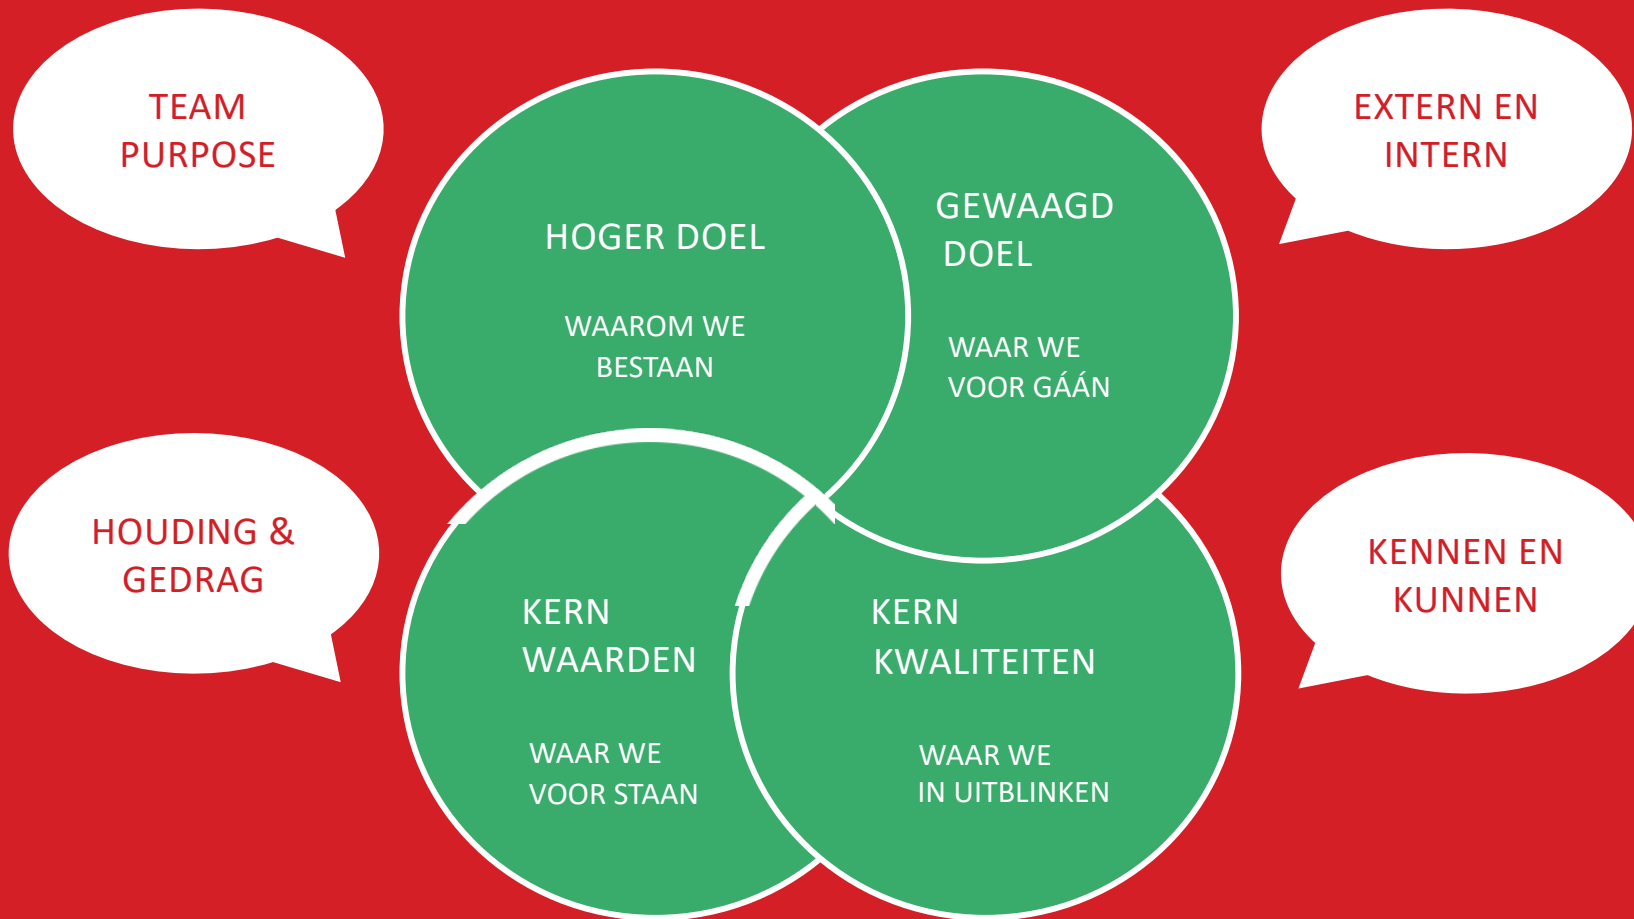 TEAM
PURPOSE
EXTERN EN
INTERN
HOGER DOEL
WAAROM WE
BESTAAN
GEWAAGD
DOEL
WAAR WE
VOOR GÁÁN
HOUDING &
GEDRAG
KENNEN EN
KUNNEN
KERN
WAARDEN
WAAR WE
VOOR STAAN
KERN
KWALITEITEN
WAAR WE
IN UITBLINKEN